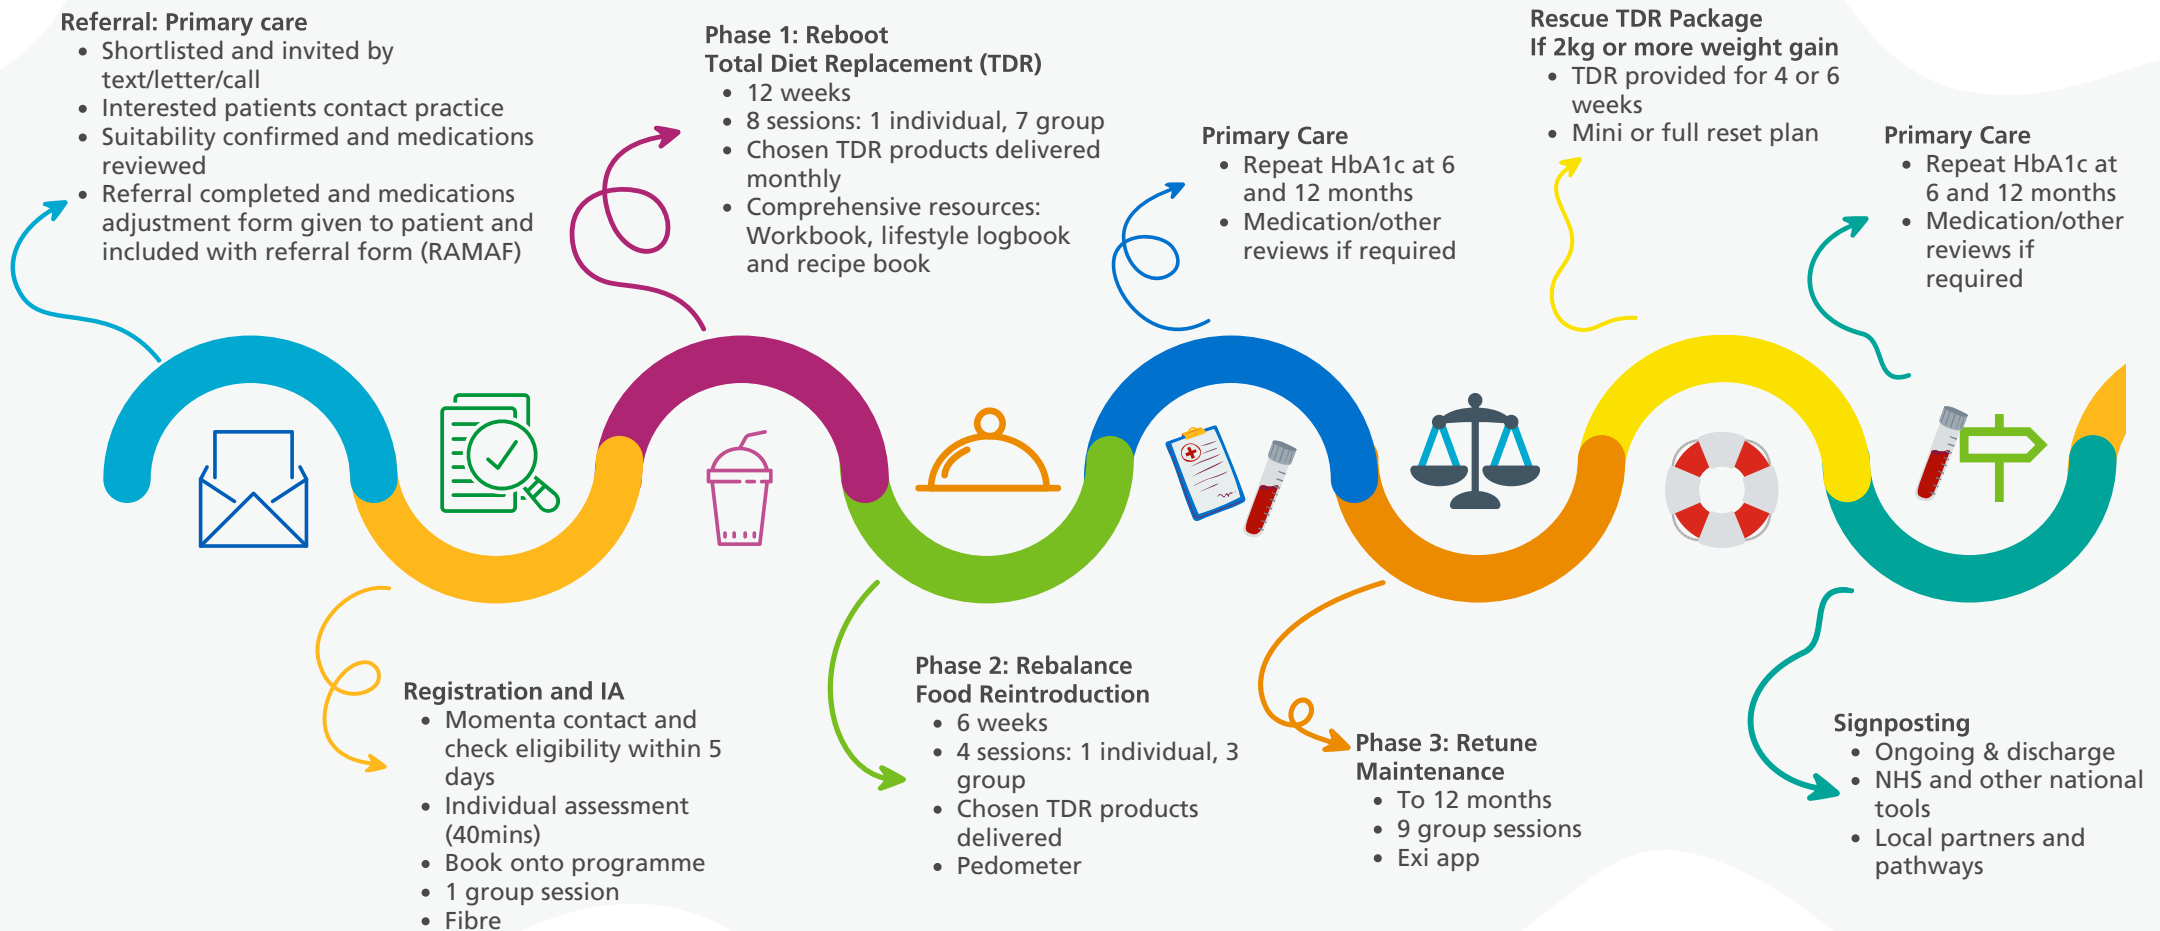 Referral: Primary care
• Shortlisted and invited by
text/letter/call
• Interested patients contact practice
• Suitability confirmed and medications
reviewed
• Referral completed and medications
adjustment form given to patient and
included with referral form (RAMAF)
Registration and IA
• Momenta contact and
check eligibility within 5
days
• Individual assessment
(40mins)
• Book onto programme
• 1 group session
• Fibre
Phase 1: Reboot
Total Diet Replacement (TDR)
• 12 weeks
• 8 sessions: 1 individual, 7 group
• Chosen TDR products delivered
monthly
• Comprehensive resources:
Workbook, lifestyle logbook
and recipe book
Phase 2: Rebalance
Food Reintroduction
• 6 weeks
• 4 sessions: 1 individual, 3
group
• Chosen TDR products
delivered
• Pedometer
Primary Care
• Repeat HbA1c at 6
and 12 months
• Medication/other
reviews if required
Phase 3: Retune
Maintenance
• To 12 months
• 9 group sessions
• Exi app
Rescue TDR Package
If 2kg or more weight gain
• TDR provided for 4 or 6
weeks
• Mini or full reset plan
Primary Care
• Repeat HbA1c at
6 and 12 months
• Medication/other
reviews if
required
Signposting
• Ongoing & discharge
• NHS and other national
tools
• Local partners and
pathways